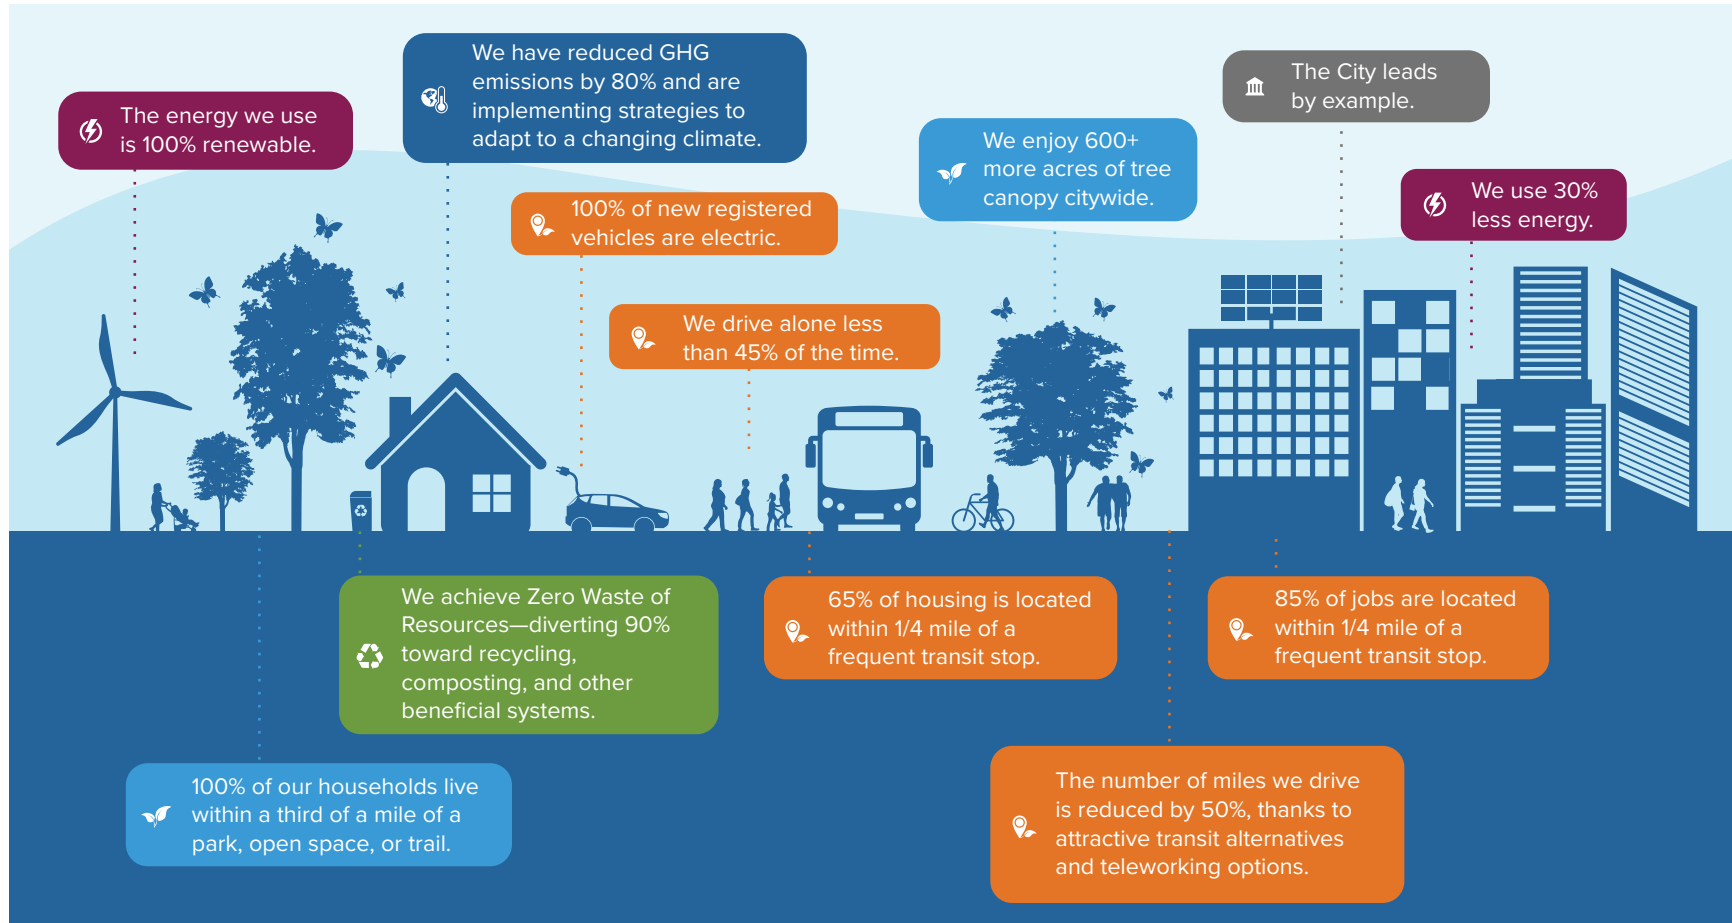 We have reduced GHG
emissions by 80% and are
implementing strategies to
adapt to a changing climate.
The City leads
by example.
The energy we use
is 100% renewable.
We enjoy 600+
more acres of tree
canopy citywide.
We use 30%
less energy.
100% of new registered
vehicles are electric.
We drive alone less
than 45% of the time.
We achieve Zero Waste of
Resources—diverting 90%
toward recycling,
composting, and other
beneficial systems.
65% of housing is located
within 1/4 mile of a
frequent transit stop.
85% of jobs are located
within 1/4 mile of a
frequent transit stop.
100% of our households live
within a third of a mile of a
park, open space, or trail.
The number of miles we drive
is reduced by 50%, thanks to
attractive transit alternatives
and teleworking options.